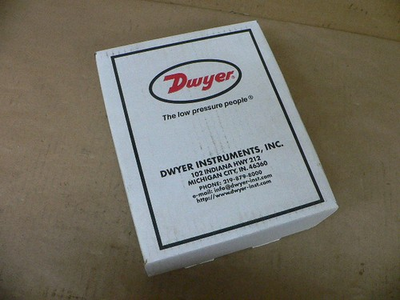 Dwyer®
The low pressure people®
DWYER INSTRUMENTS, INC.
102 INDIANA HWY 212
MICHIGAN CITY, IN. 46360
PHONE: 219-879-8000
e-mail: info@dwyer-inst.com
http://www.dwyer-inst.com